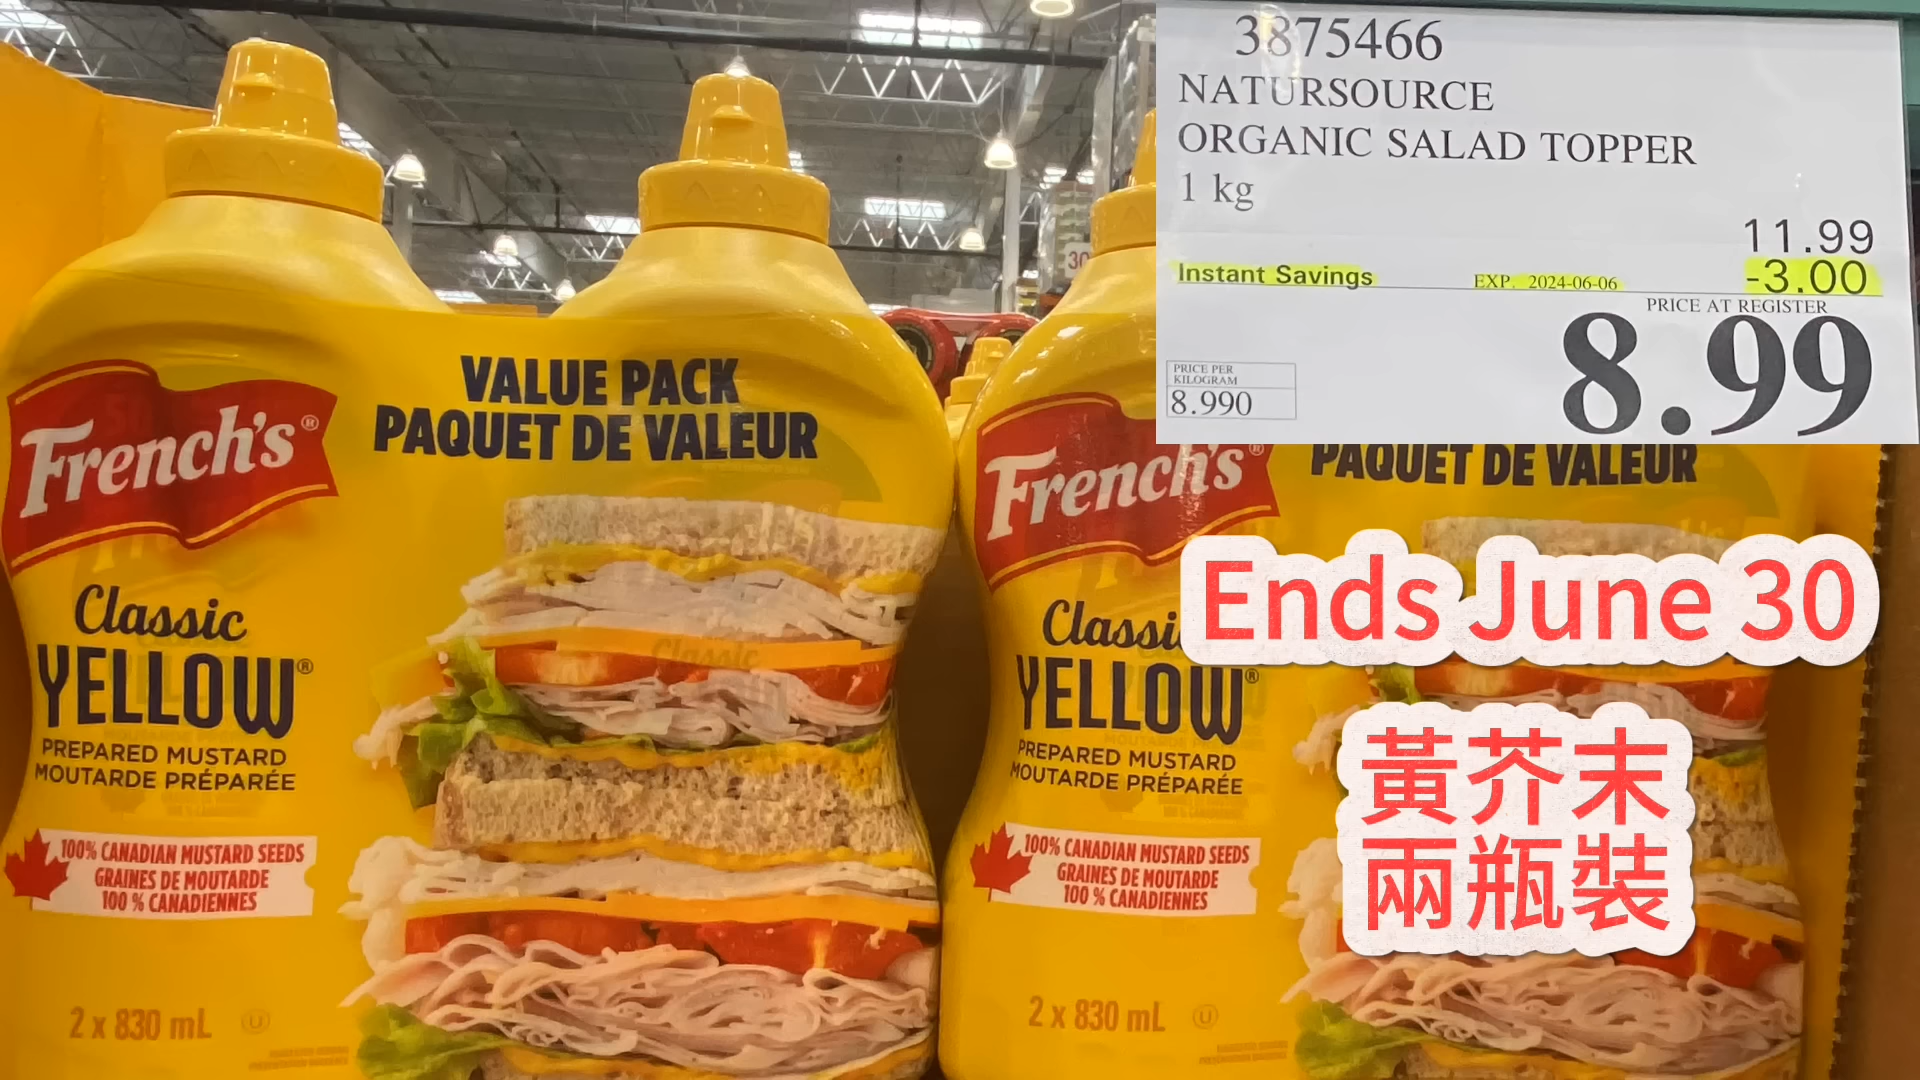 3875466
NATURSOURCE
ORGANIC SALAD TOPPER
1 kg
11.99
Instant Savings EXP. 2024-06-06 -3.00
PRICE AT REGISTER
8.99
PRICE PER
KILOGRAM
8.990
30
VALUE PACK
PAQUET DE VALEUR
French's®
Classic
YELLOW®
PREPARED MUSTARD
MOUTARDE PRÉPARÉE
100% CANADIAN MUSTARD SEEDS
GRAINES DE MOUTARDE
100 % CANADIENNES
2 x 830 mL
U
PAQUET DE VALEUR
French's®
Classi
YELLOW®
PREPARED MUSTARD
MOUTARDE PRÉPARÉE
100% CANADIAN MUSTARD SEEDS
GRAINES DE MOUTARDE
100 % CANADIENNES
2 x 830 mL
U
Ends June 30
黃芥末
兩瓶裝